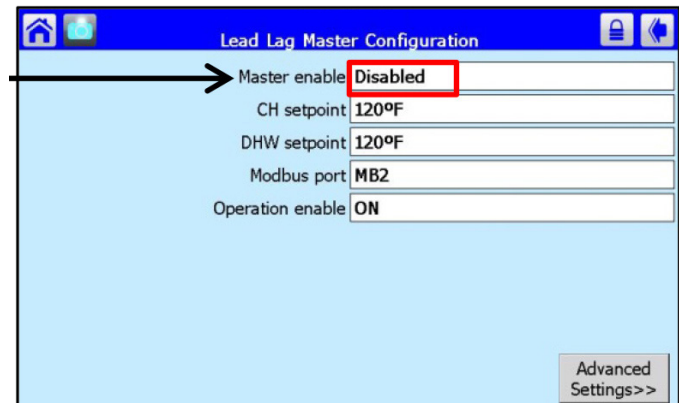 Lead Lag Master Configuration
Master enable Disabled
CH setpoint 120ºF
DHW setpoint 120ºF
Modbus port MB2
Operation enable ON
Advanced
Settings>>